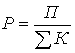 P = П / ∑ K